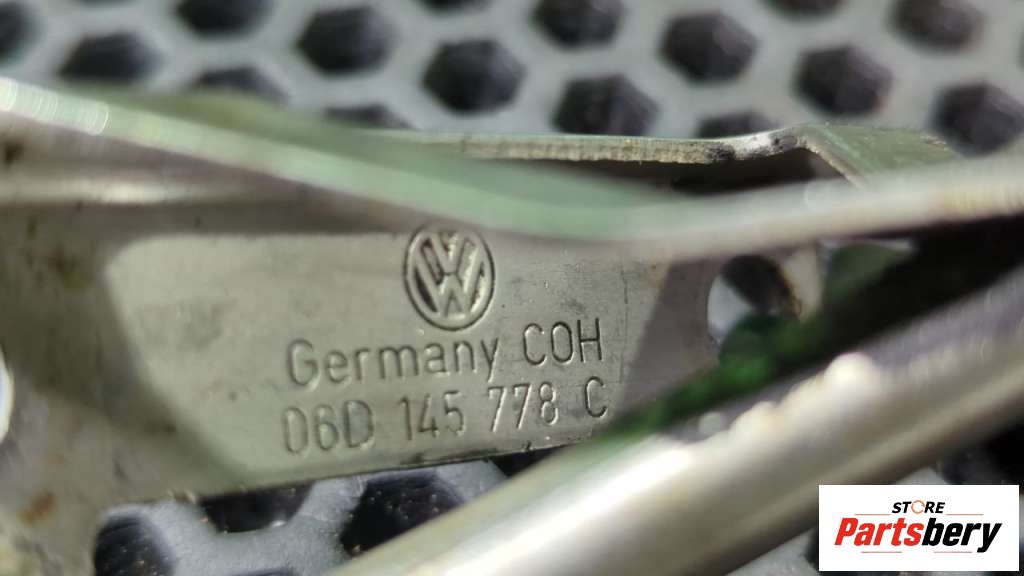 VW
Germany COH
06D 145 778 C
STORE
Partsbery